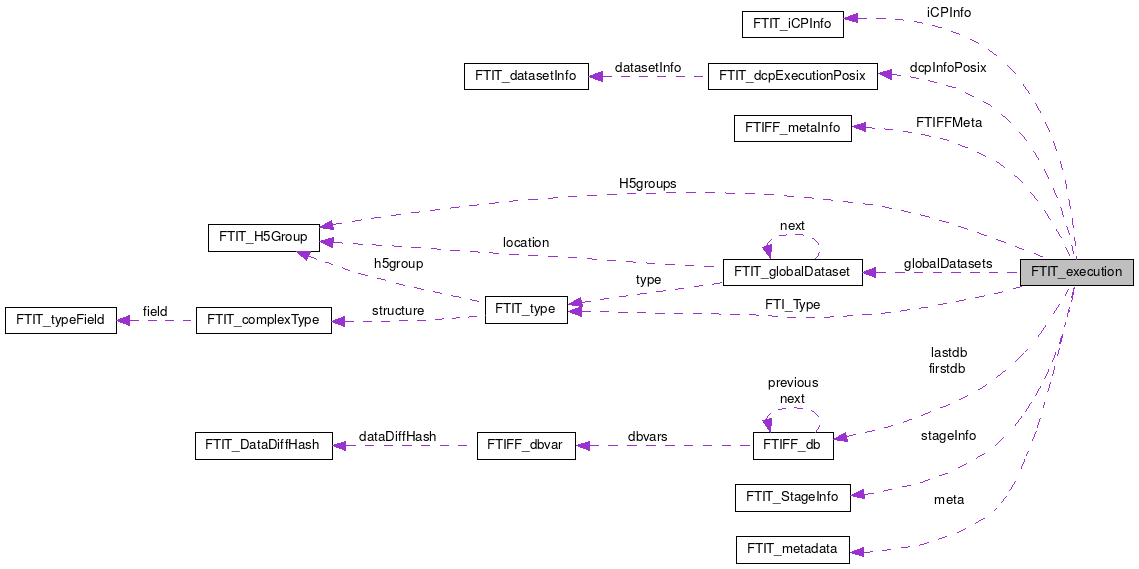 iCPInfo
FTIT_iCPInfo
dcpInfoPosix
datasetInfo
FTIT_datasetInfo
FTIT_dcpExecutionPosix
FTIFFMeta
FTIFF_metaInfo
H5groups
next
FTIT_H5Group
location
h5group
FTIT_globalDataset
globalDatasets
FTIT_execution
type
FTI_Type
FTIT_type
structure
field
FTIT_typeField
FTIT_complexType
lastdb
firstdb
previous
next
FTIT_DataDiffHash
dataDiffHash
FTIFF_dbvar
dbvars
FTIFF_db
stageInfo
FTIT_StageInfo
meta
FTIT_metadata